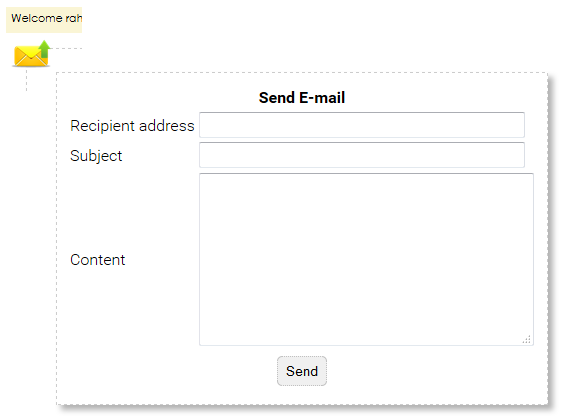 Welcome rah
Send E-mail
Recipient address
Subject
Content
Send